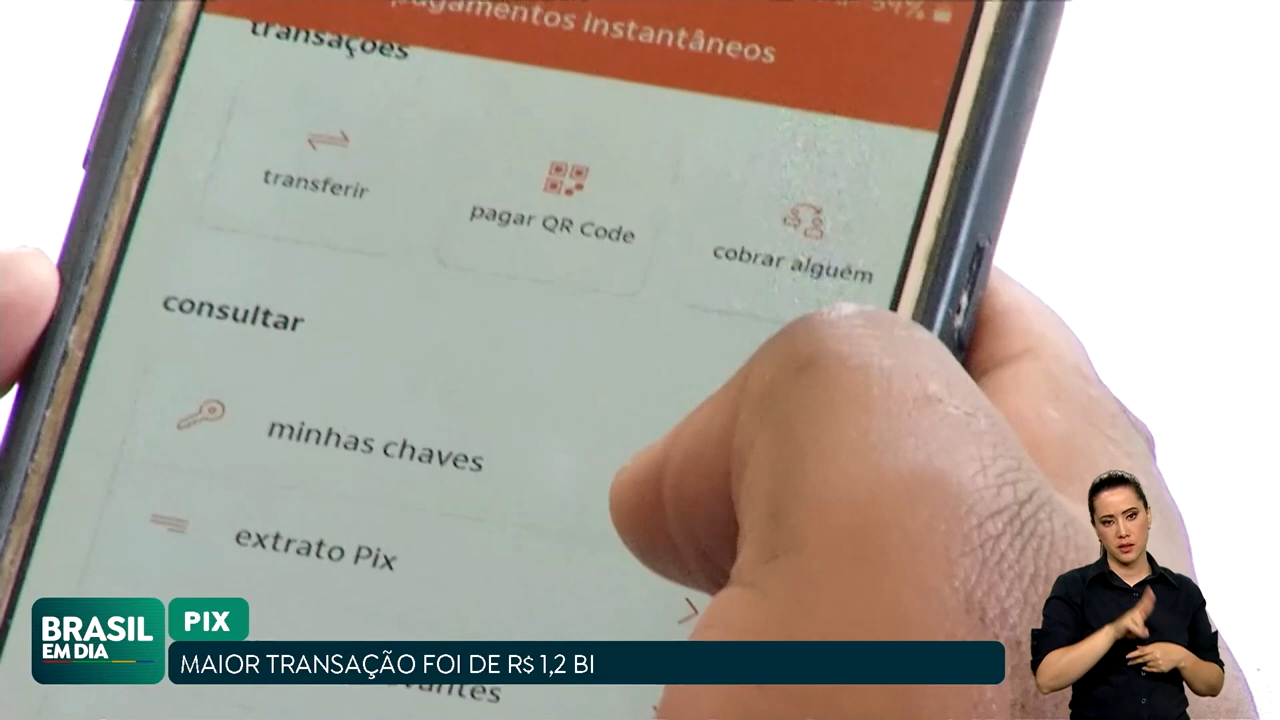 pagamentos instantâneos
54%
transações
transferir
pagar QR Code
cobrar alguém
consultar
minhas chaves
extrato Pix
BRASIL
EM DIA
PIX
MAIOR TRANSAÇÃO FOI DE R$ 1,2 BI